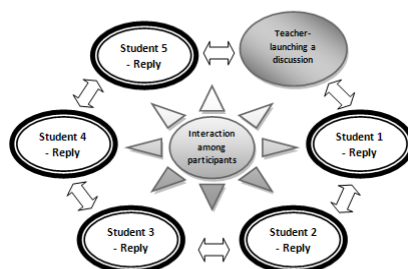 Student 5
- Reply
Teacher-
launching a
discussion
Student 4
- Reply
Interaction
among
participants
Student 1
- Reply
Student 3
- Reply
Student 2
- Reply